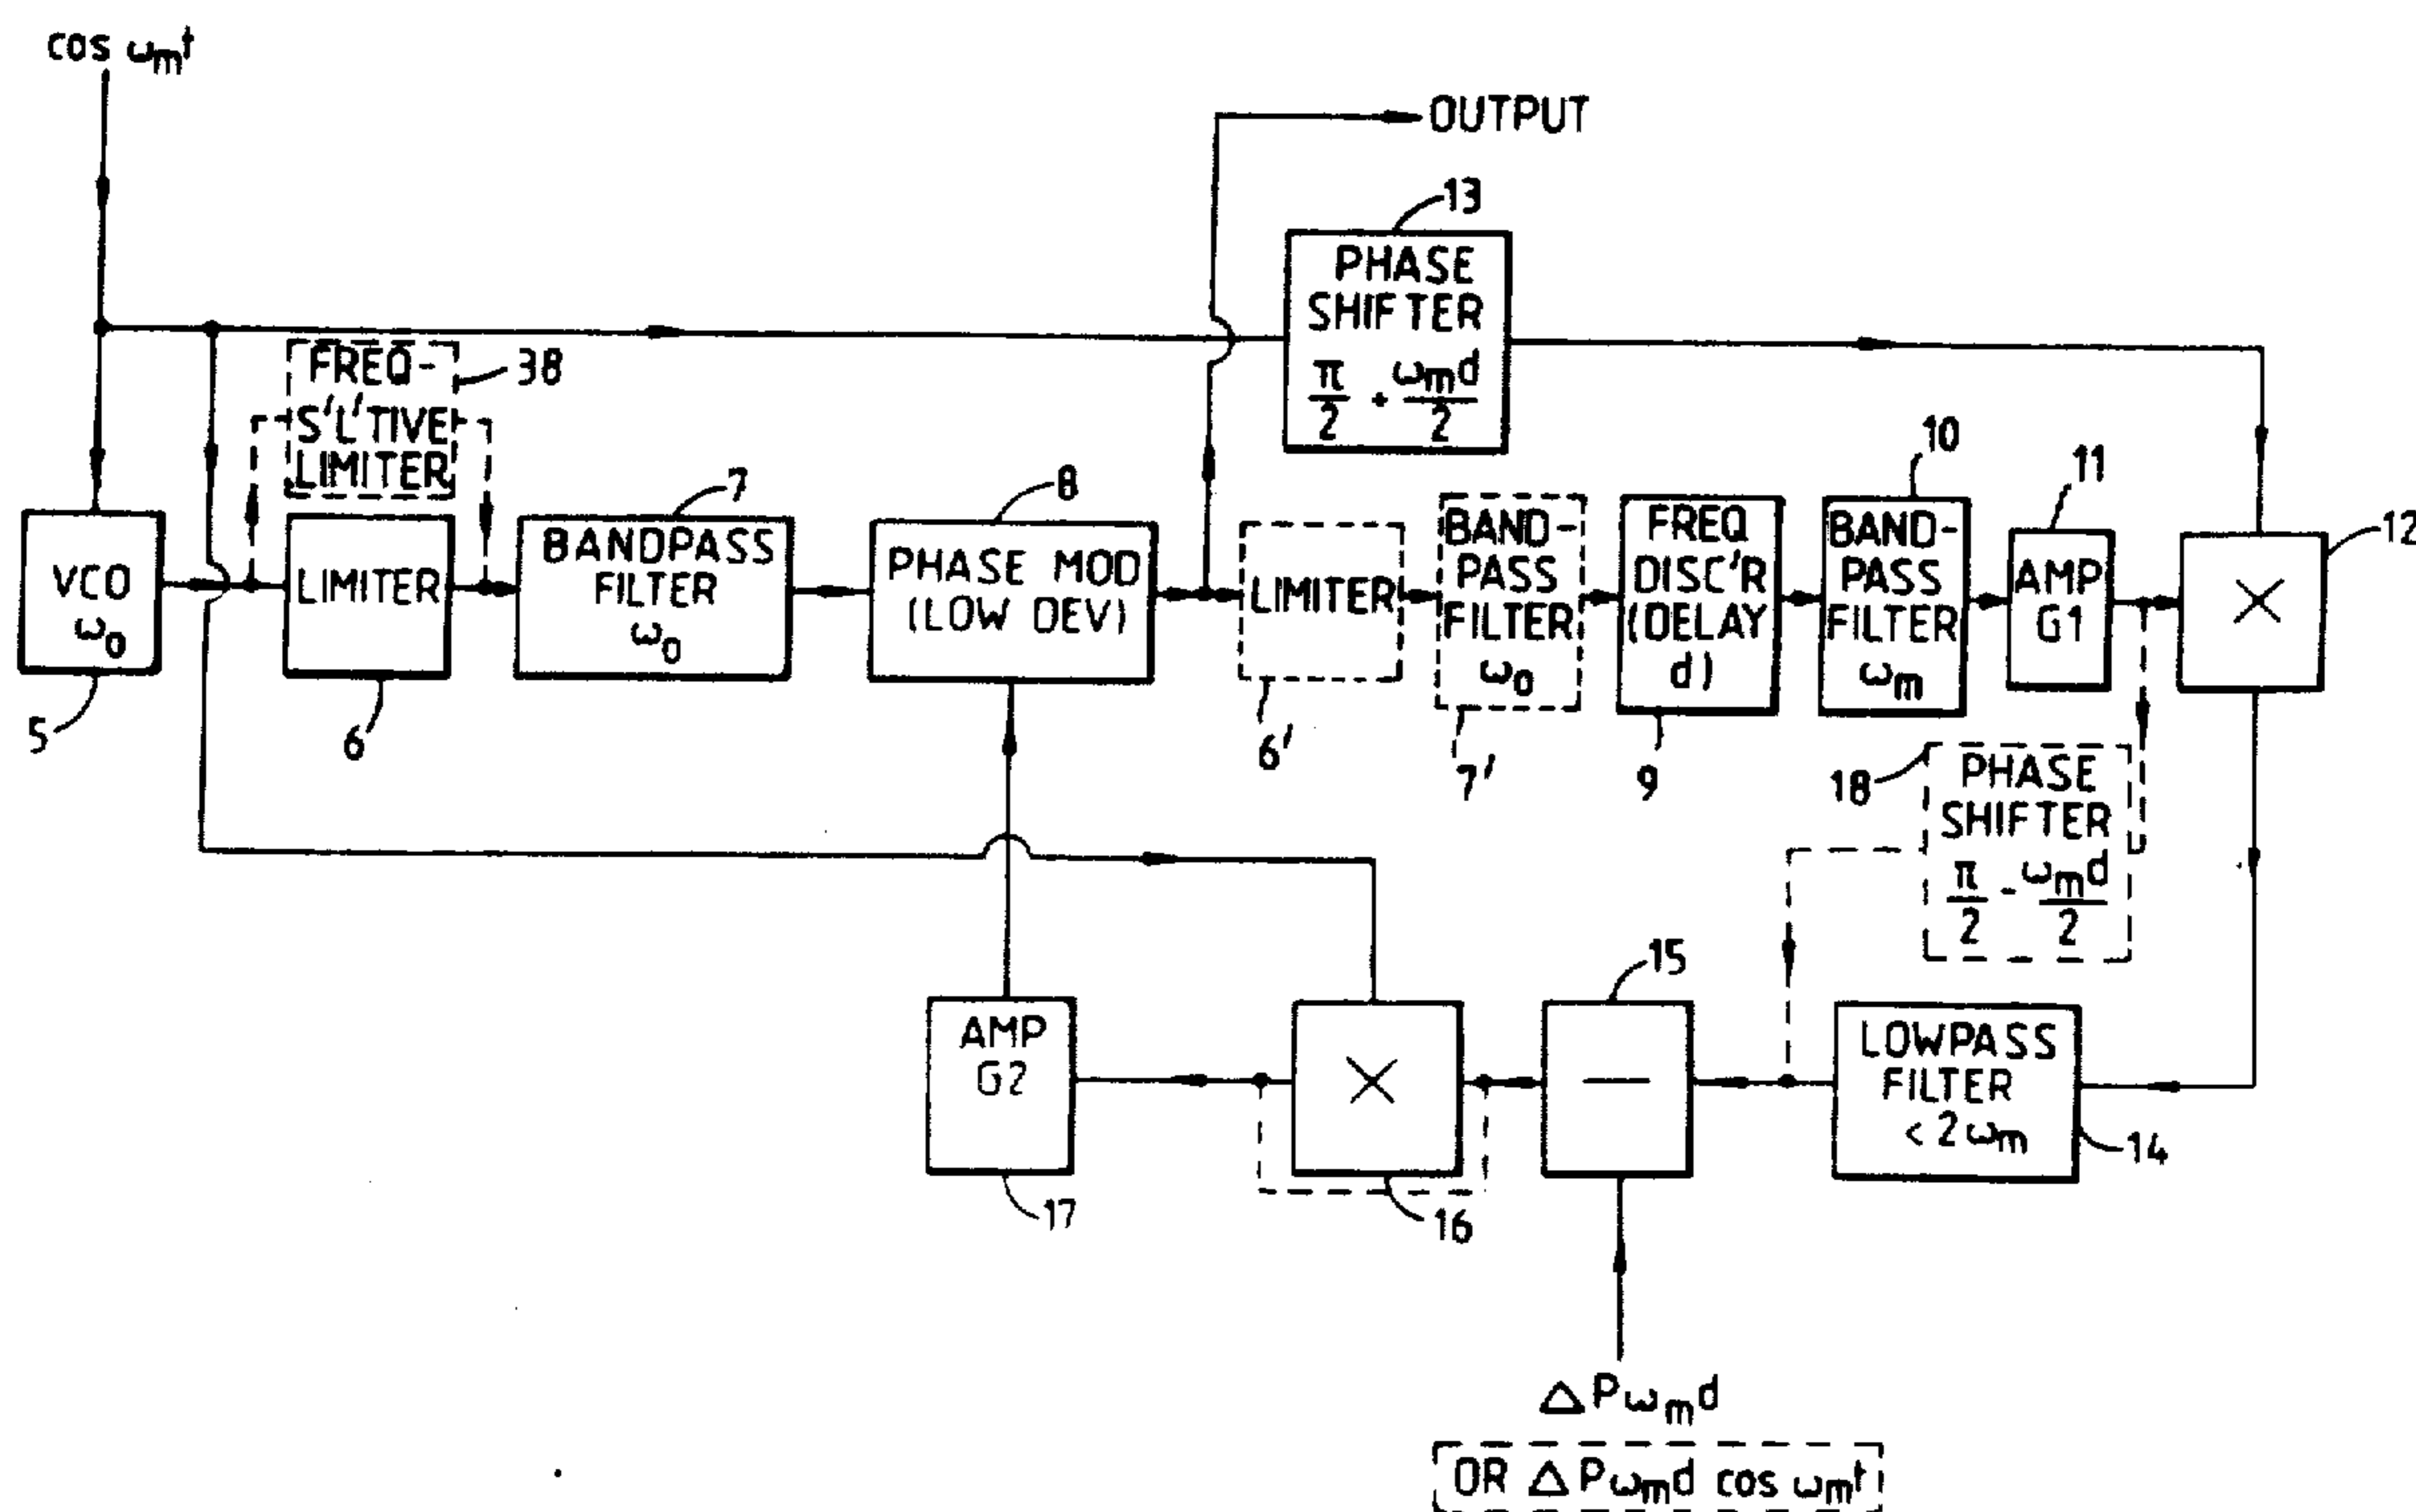 cos ωmt
OUTPUT
13
PHASE
SHIFTER
π/2 + ωmd/2
FREQ-
S'L'TIVE
LIMITER
38
VCO
ω0
5
LIMITER
6
7
BANDPASS
FILTER
ω0
8
PHASE MOD
(LOW DEV)
LIMITER
6'
BAND-
PASS
FILTER
ω0
7'
FREQ
DISC'R
(DELAY
d)
9
10
BAND-
PASS
FILTER
ωm
11
AMP
G1
12
×
18
PHASE
SHIFTER
π/2 - ωmd/2
AMP
G2
17
×
16
15
—
LOWPASS
FILTER
< 2ωm
14
ΔPωmd
OR ΔPωmd cos ωmt